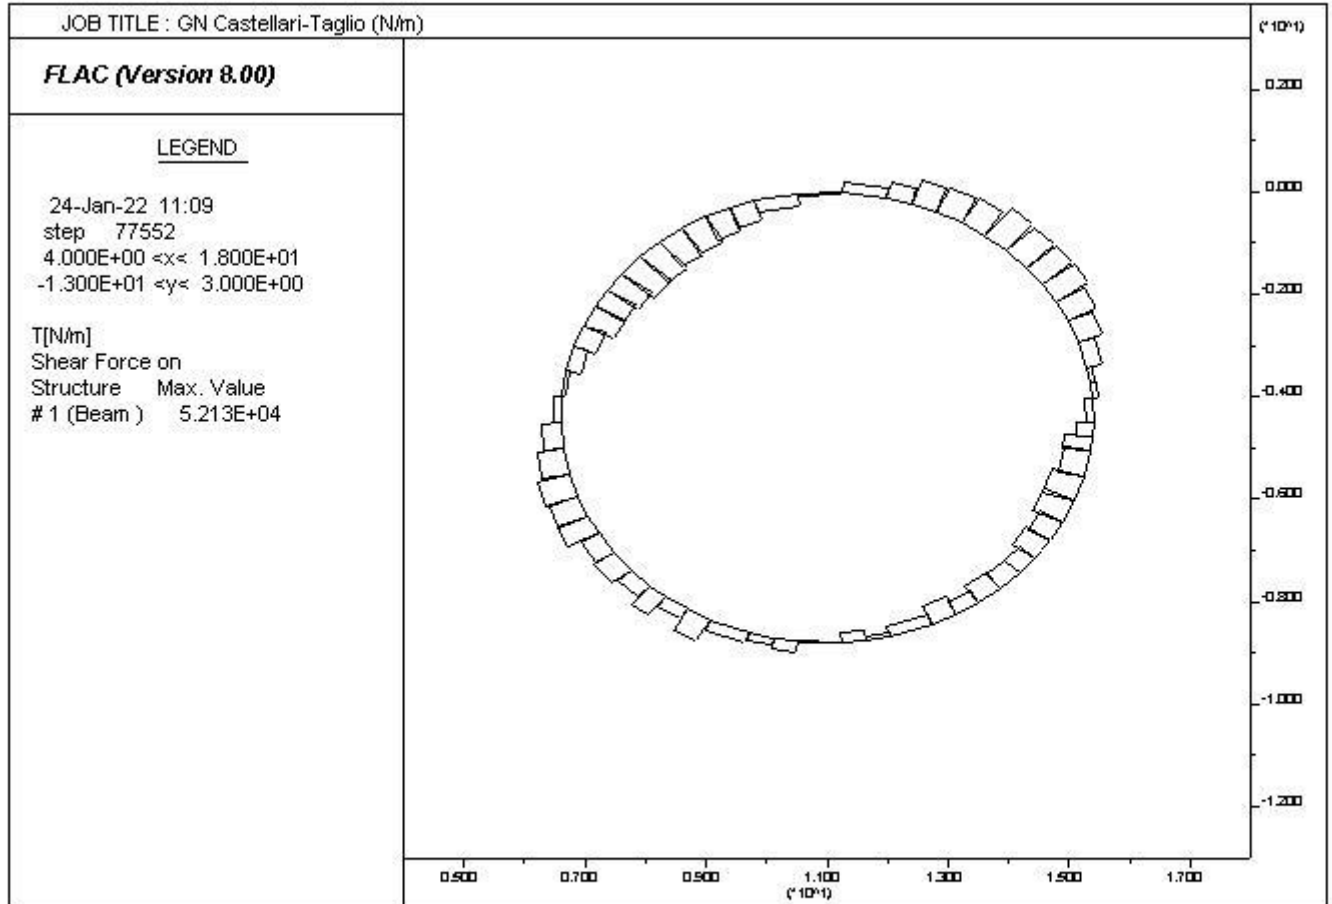 JOB TITLE : GN Castellari-Taglio (N/m)
(*10^1)
FLAC (Version 8.00)
LEGEND
24-Jan-22 11:09
step 77552
4.000E+00 <x< 1.800E+01
-1.300E+01 <y< 3.000E+00
T[N/m]
Shear Force on
Structure Max. Value
# 1 (Beam ) 5.213E+04
0.200
0.000
-0.200
-0.400
-0.600
-0.800
-1.000
-1.200
0.500 0.700 0.900 1.100 1.300 1.500 1.700
(*10^1)